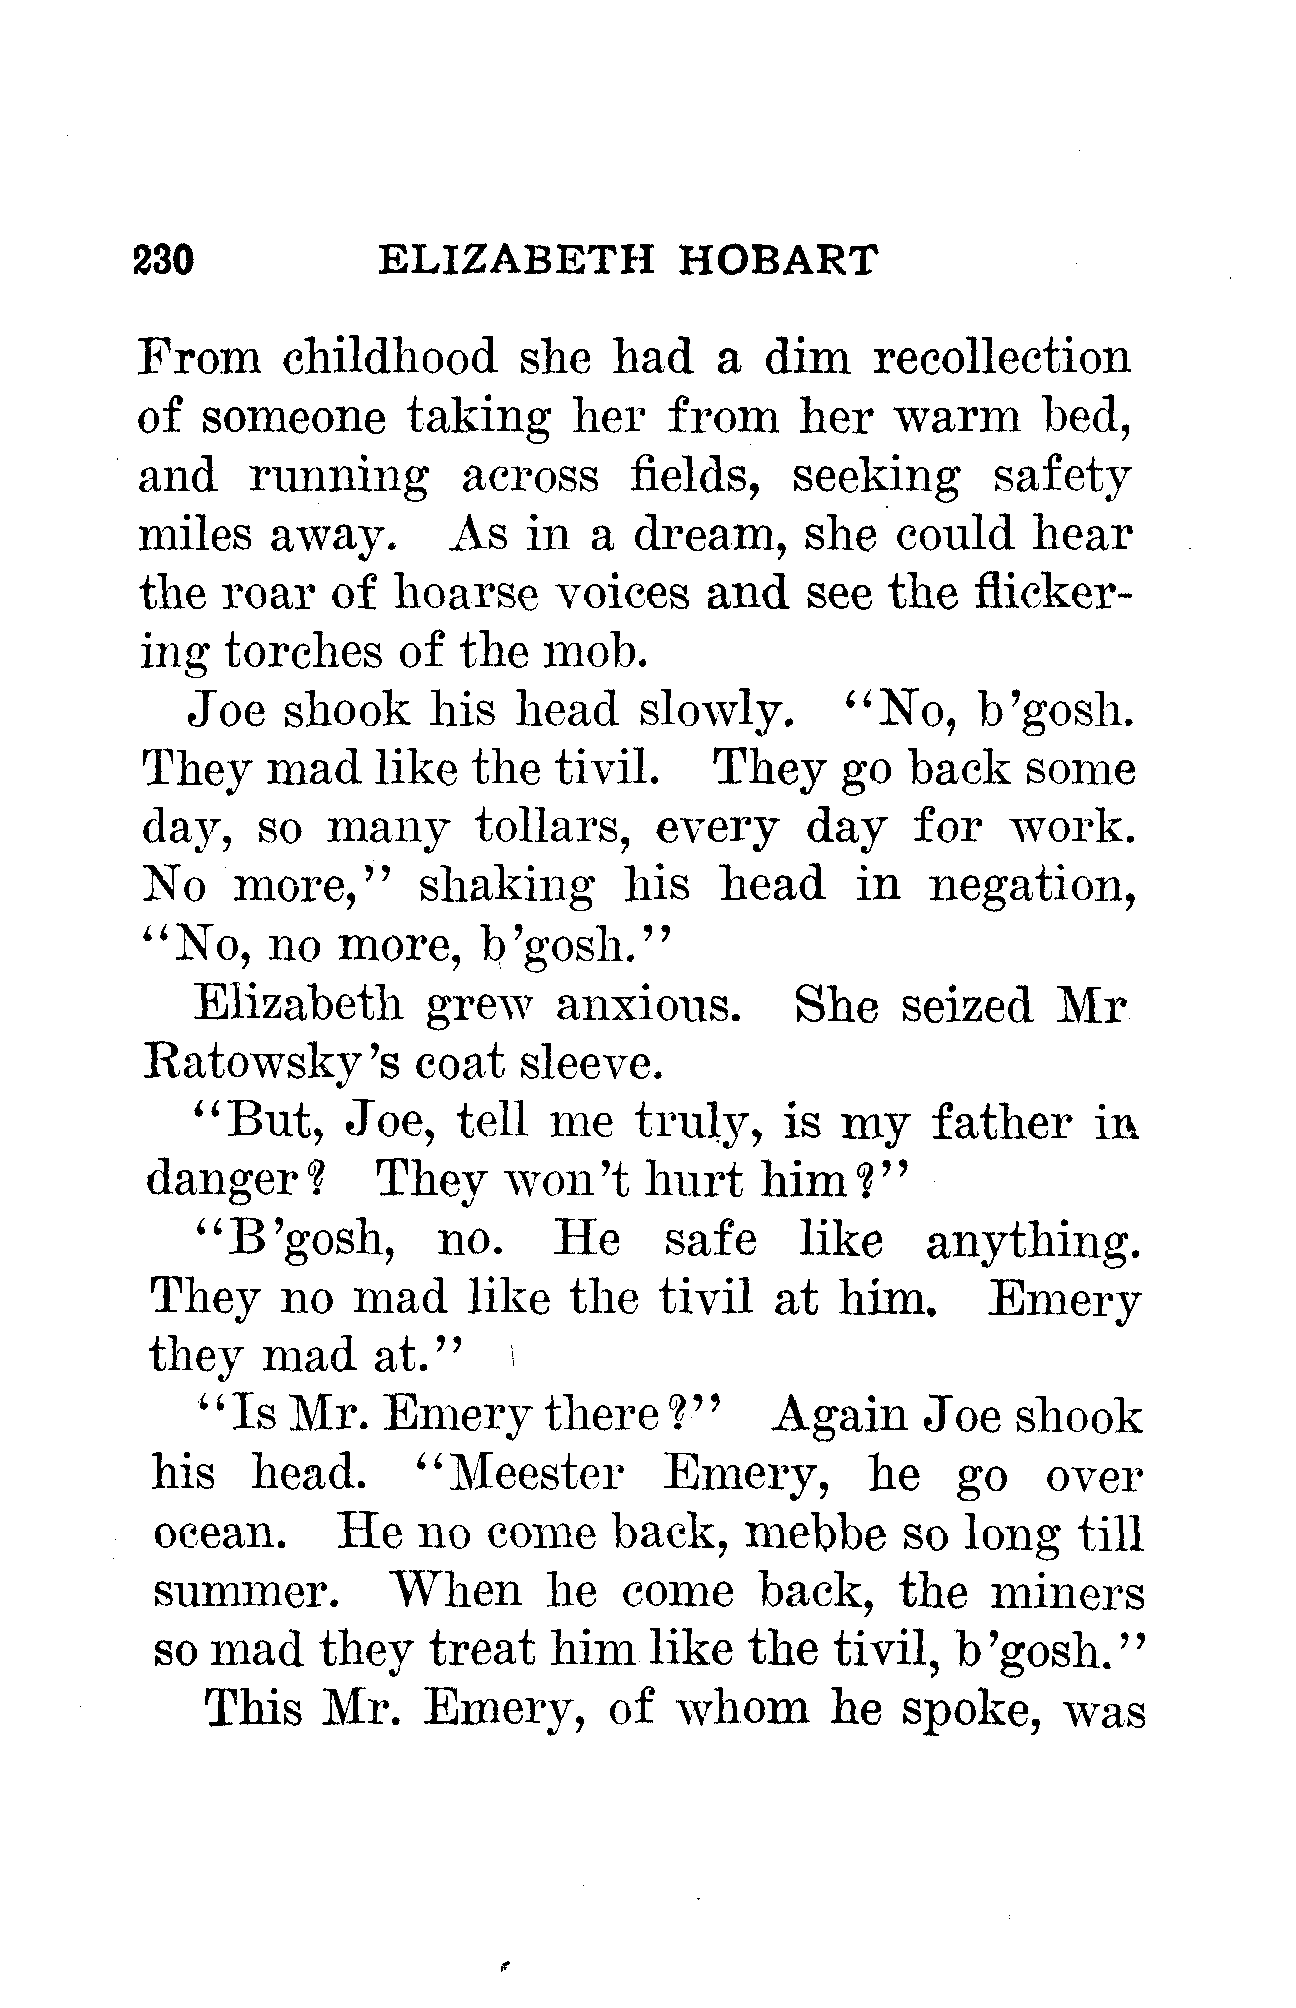 230 ELIZABETH HOBART
From childhood she had a dim recollection
of someone taking her from her warm bed,
and running across fields, seeking safety
miles away. As in a dream, she could hear
the roar of hoarse voices and see the flicker-
ing torches of the mob.
Joe shook his head slowly. "No, b'gosh.
They mad like the tivil. They go back some
day, so many tollars, every day for work.
No more," shaking his head in negation,
"No, no more, b'gosh."
Elizabeth grew anxious. She seized Mr
Ratowsky's coat sleeve.
"But, Joe, tell me truly, is my father in
danger? They won't hurt him?"
"B'gosh, no. He safe like anything.
They no mad like the tivil at him. Emery
they mad at."
"Is Mr. Emery there?" Again Joe shook
his head. "Meester Emery, he go over
ocean. He no come back, mebbe so long till
summer. When he come back, the miners
so mad they treat him like the tivil, b'gosh."
This Mr. Emery, of whom he spoke, was